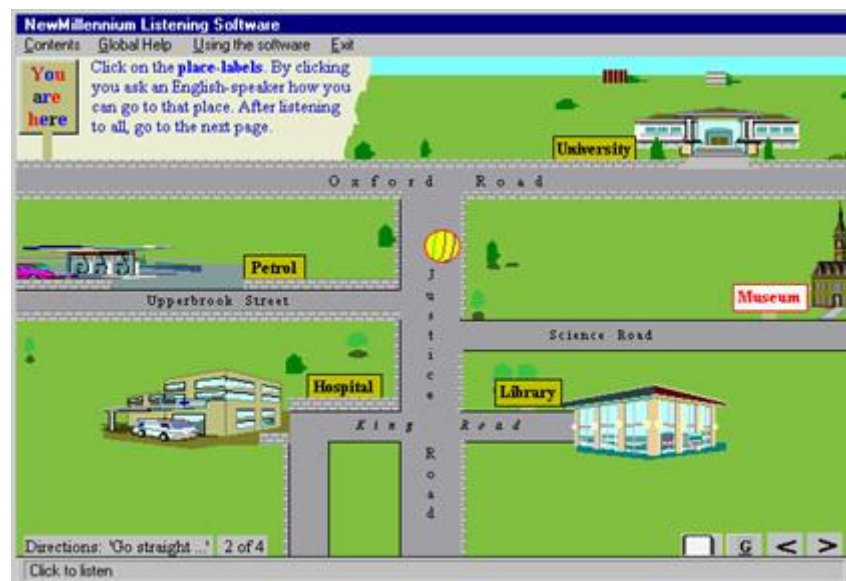 NewMillennium Listening Software
Contents Global Help Using the software Exit
You
are
here
Click on the place-labels. By clicking
you ask an English-speaker how you
can go to that place. After listening
to all, go to the next page.
University
Oxford Road
Petrol
Justice Road
Upperbrook Street
Museum
Science Road
Hospital
Library
King Road
Directions: 'Go straight ...' 2 of 4
G < >
Click to listen